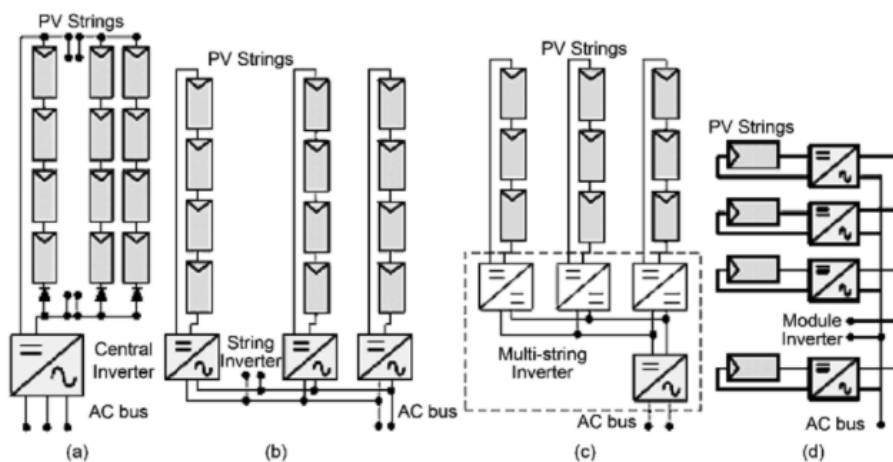 PV Strings
Central
Inverter
AC bus
(a)
PV Strings
String
Inverter
AC bus
(b)
PV Strings
Multi-string
Inverter
AC bus
(c)
PV Strings
Module
Inverter
AC bus
(d)